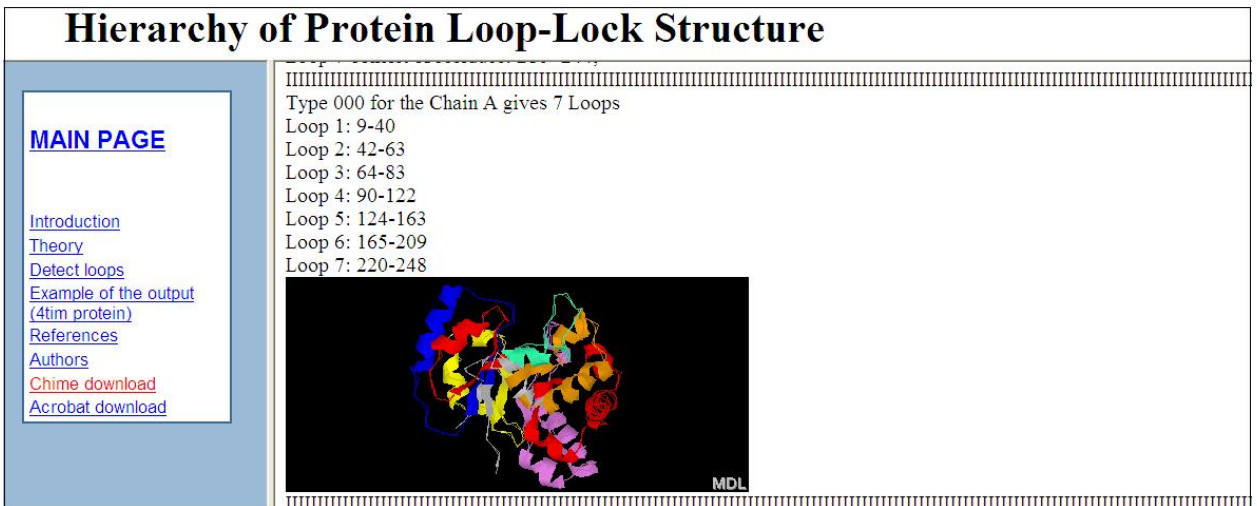 Hierarchy of Protein Loop-Lock Structure
MAIN PAGE
Introduction
Theory
Detect loops
Example of the output
(4tim protein)
References
Authors
Chime download
Acrobat download
Type 000 for the Chain A gives 7 Loops
Loop 1: 9-40
Loop 2: 42-63
Loop 3: 64-83
Loop 4: 90-122
Loop 5: 124-163
Loop 6: 165-209
Loop 7: 220-248
MDL